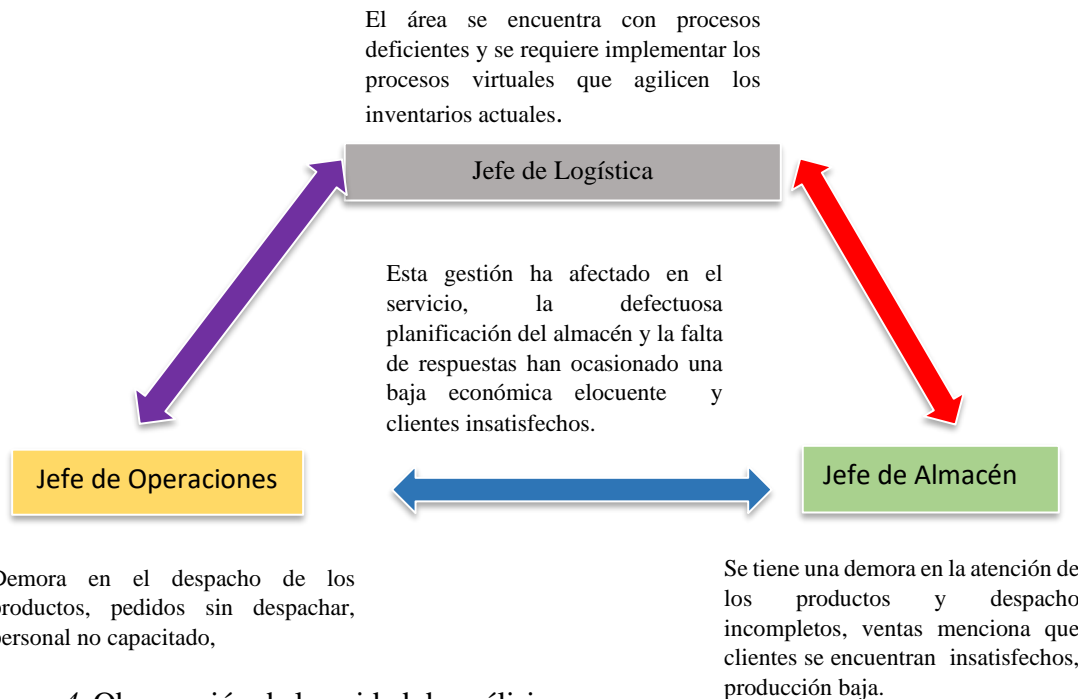 El área se encuentra con procesos
deficientes y se requiere implementar los
procesos virtuales que agilicen los
inventarios actuales.
Jefe de Logística
Esta gestión ha afectado en el
servicio, la defectuosa
planificación del almacén y la falta
de respuestas han ocasionado una
baja económica elocuente y
clientes insatisfechos.
Jefe de Operaciones
Jefe de Almacén
Demora en el despacho de los
productos, pedidos sin despachar,
personal no capacitado,
Se tiene una demora en la atención de
los productos y despacho
incompletos, ventas menciona que
clientes se encuentran insatisfechos,
producción baja.